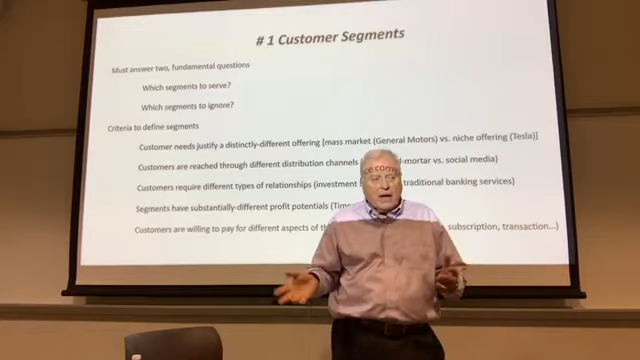 # 1 Customer Segments
Must answer two, fundamental questions
Which segments to serve?
Which segments to ignore?
Criteria to define segments
Customer needs justify a distinctly-different offering [mass market (General Motors) vs. niche offering (Tesla)]
Customers are reached through different distribution channels -mortar vs. social media)
Customers require different types of relationships (investment traditional banking services)
Segments have substantially-different profit potentials
Customers are willing to pay for different aspects of subscription, transaction...)